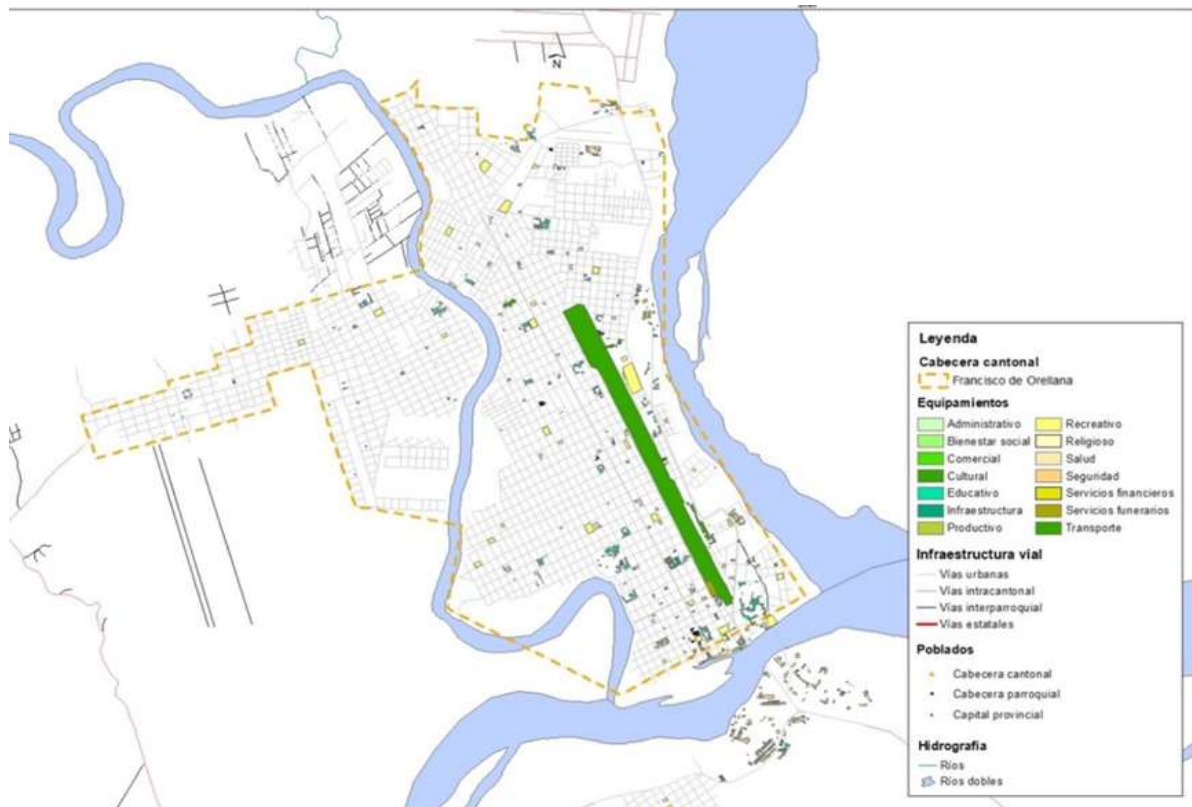 N
Leyenda
Cabecera cantonal
Francisco de Orellana
Equipamientos
Administrativo
Bienestar social
Comercial
Cultural
Educativo
Infraestructura
Productivo
Recreativo
Religioso
Salud
Seguridad
Servicios financieros
Servicios funerarios
Transporte
Infraestructura vial
Vías urbanas
Vías intracantonal
Vías interparroquial
Vías estatales
Poblados
Cabecera cantonal
Cabecera parroquial
Capital provincial
Hidrografía
Ríos
Ríos dobles